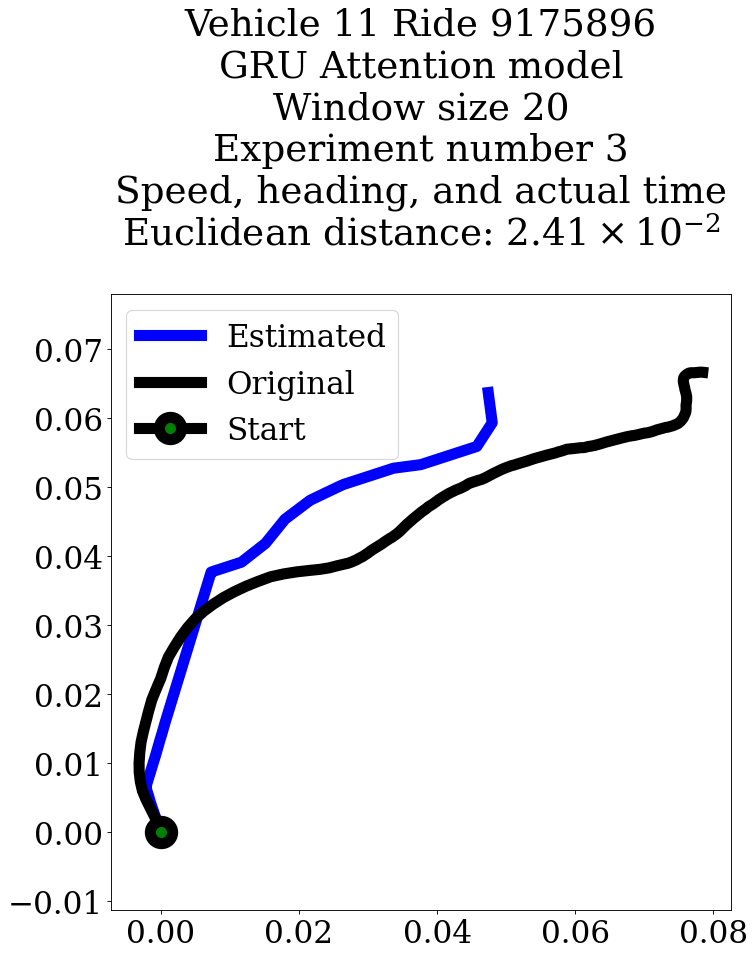 Vehicle 11 Ride 9175896
GRU Attention model
Window size 20
Experiment number 3
Speed, heading, and actual time
Euclidean distance: 2.41 × 10⁻²
Estimated
Original
Start
0.07
0.06
0.05
0.04
0.03
0.02
0.01
0.00
−0.01
0.00 0.02 0.04 0.06 0.08